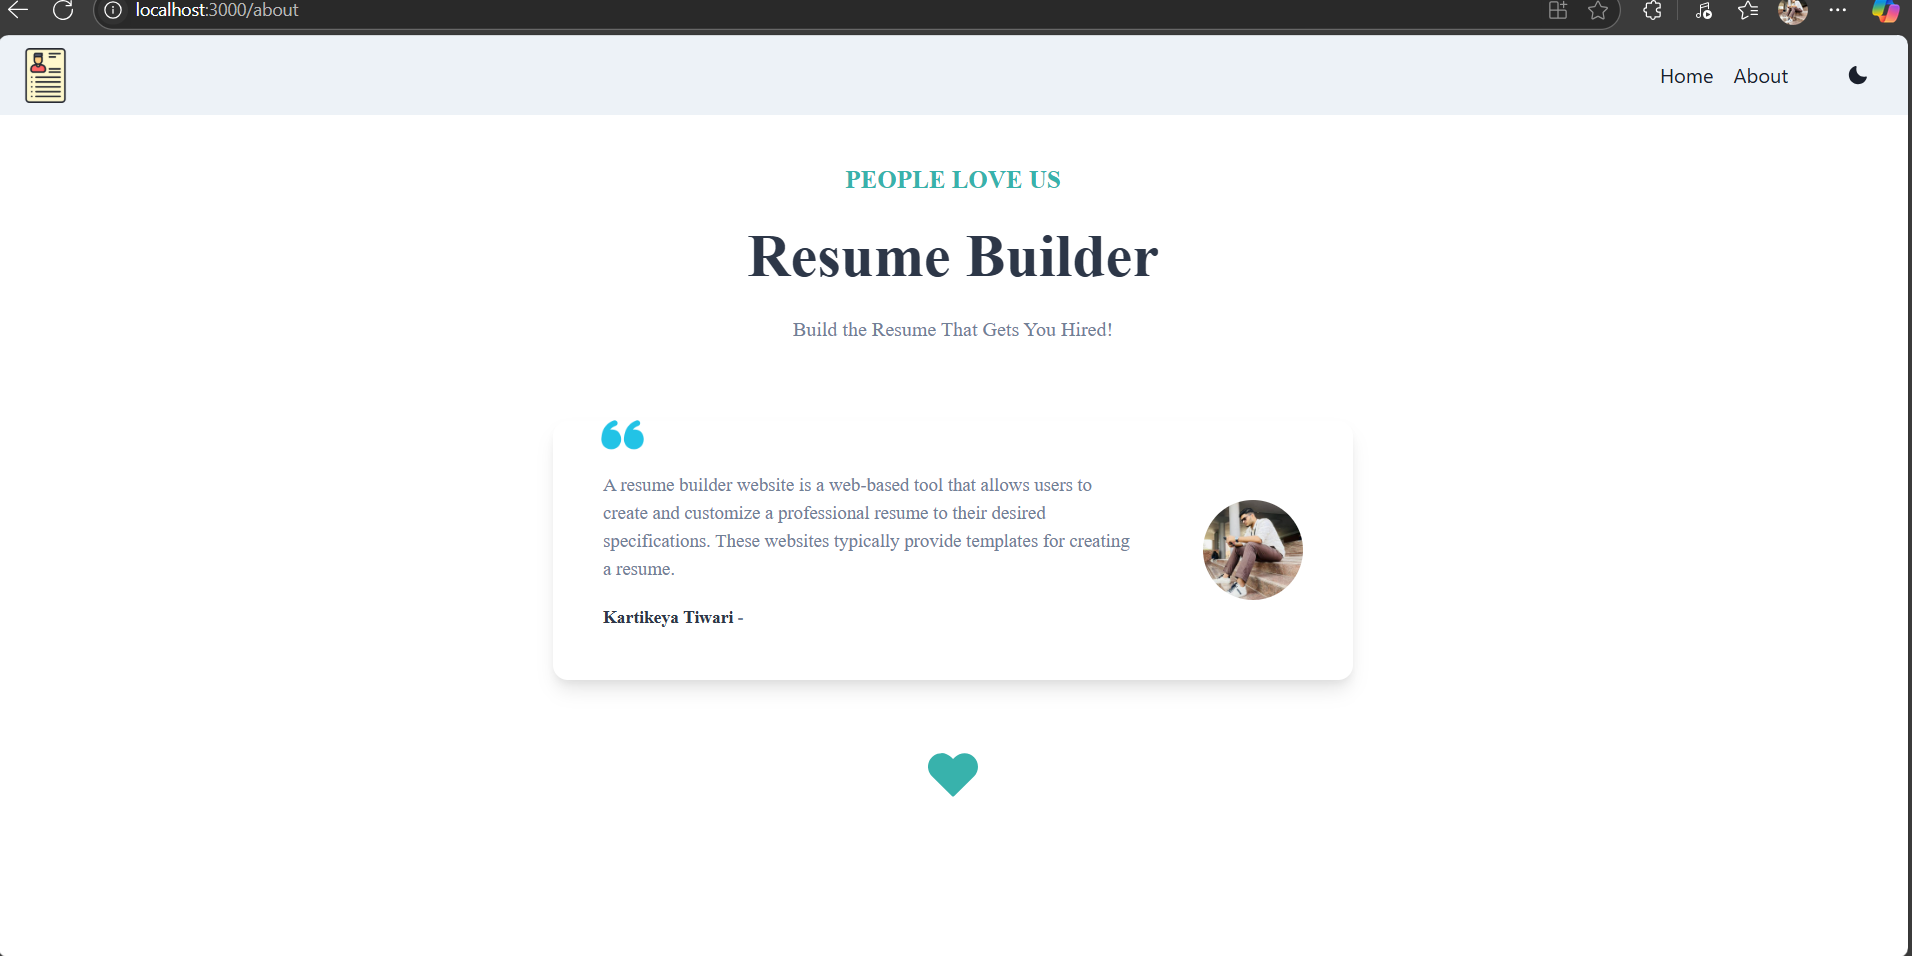 localhost:3000/about
Home About
PEOPLE LOVE US
Resume Builder
Build the Resume That Gets You Hired!
A resume builder website is a web-based tool that allows users to
create and customize a professional resume to their desired
specifications. These websites typically provide templates for creating
a resume.
Kartikeya Tiwari -